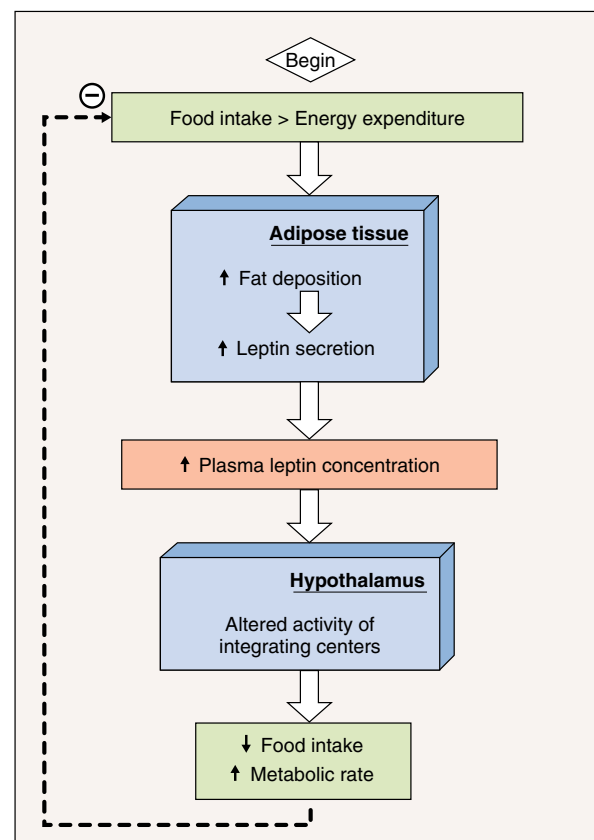 Begin
⊖
Food intake > Energy expenditure
Adipose tissue
↑ Fat deposition
↑ Leptin secretion
↑ Plasma leptin concentration
Hypothalamus
Altered activity of
integrating centers
↓ Food intake
↑ Metabolic rate